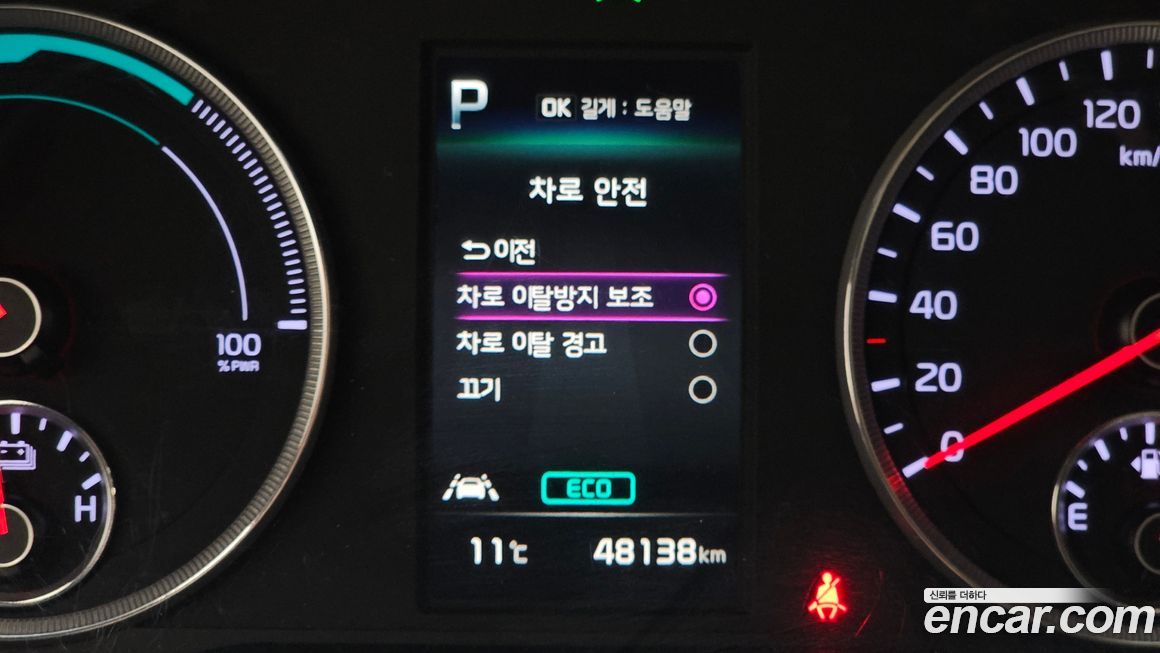 P
OK 길게 : 도움말
차로 안전
이전
차로 이탈방지 보조
차로 이탈 경고
끄기
ECO
11℃
48138km
100
%PWR
H
120
100
km/
80
60
40
20
0
E
신뢰를 더하다
encar.com